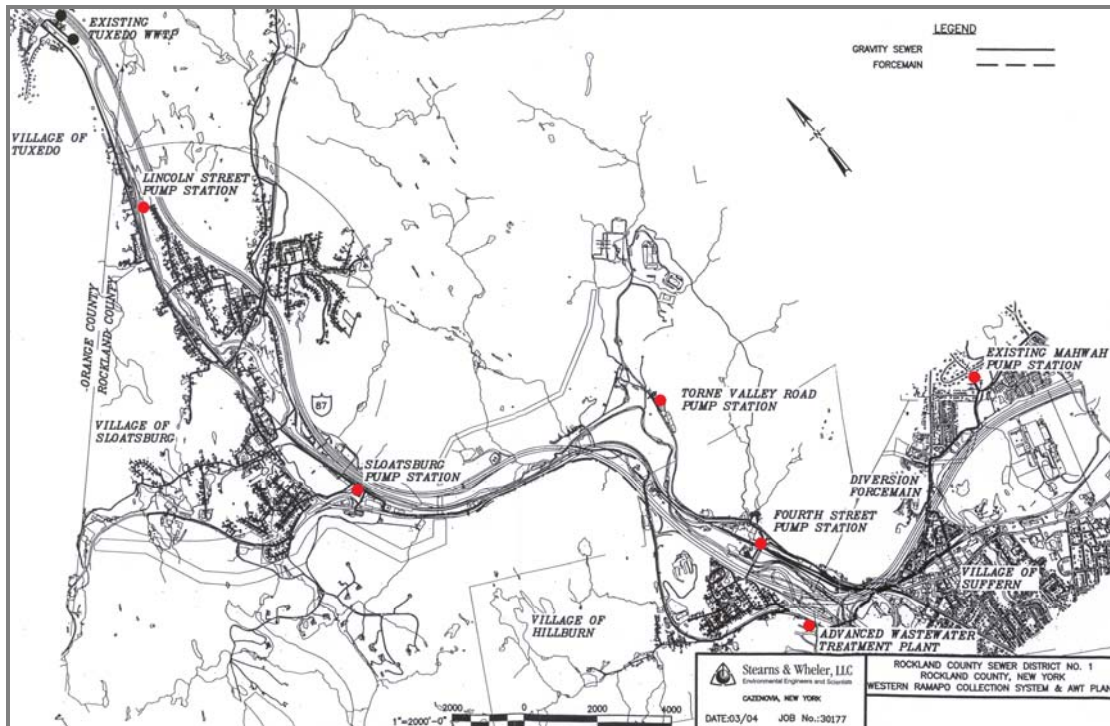 EXISTING
TUXEDO WWTP
LEGEND
GRAVITY SEWER
FORCEMAIN
VILLAGE OF
TUXEDO
LINCOLN STREET
PUMP STATION
ORANGE COUNTY
ROCKLAND COUNTY
87
EXISTING MAHWAH
PUMP STATION
TORNE VALLEY ROAD
PUMP STATION
VILLAGE OF
SLOATSBURG
SLOATSBURG
PUMP STATION
DIVERSION
FORCEMAIN
FOURTH STREET
PUMP STATION
VILLAGE OF
SUFFERN
VILLAGE OF
HILLBURN
ADVANCED WASTEWATER
TREATMENT PLANT
Stearns & Wheler, LLC
Environmental Engineers and Scientists
CAZENOVIA, NEW YORK
DATE:03/04 JOB No.:30177
ROCKLAND COUNTY SEWER DISTRICT NO. 1
ROCKLAND COUNTY, NEW YORK
WESTERN RAMAPO COLLECTION SYSTEM & AWT PLAN
1"=2000'-0"
2000 0 2000 4000